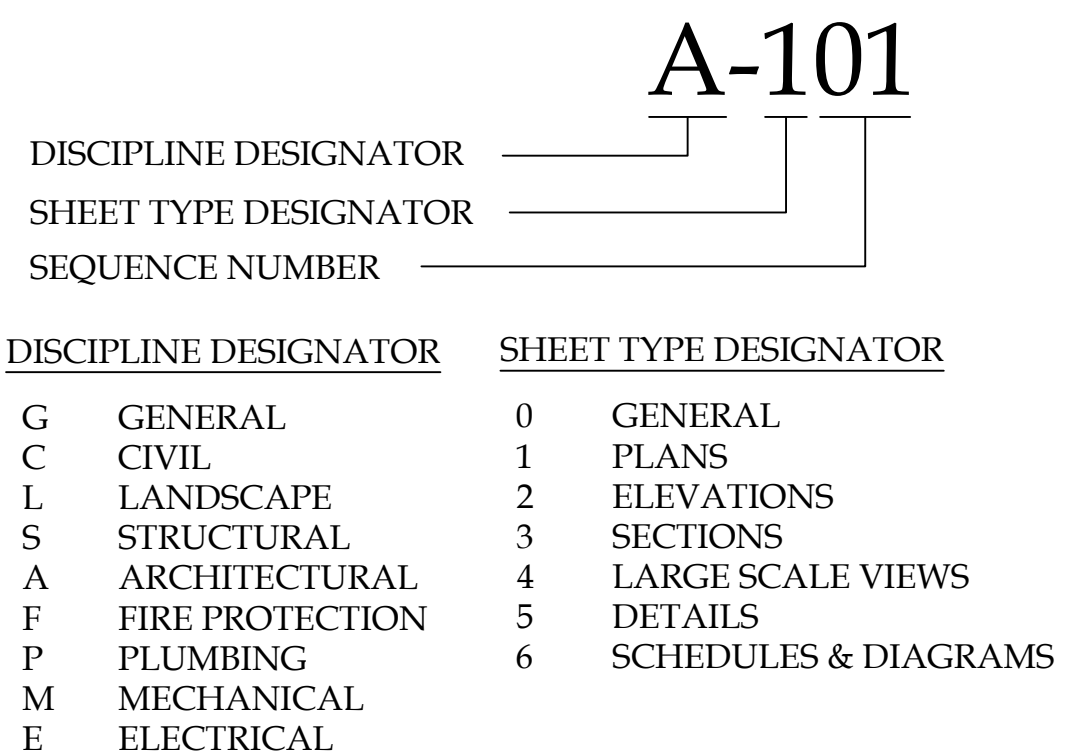 A-101
DISCIPLINE DESIGNATOR
SHEET TYPE DESIGNATOR
SEQUENCE NUMBER
DISCIPLINE DESIGNATOR
G GENERAL
C CIVIL
L LANDSCAPE
S STRUCTURAL
A ARCHITECTURAL
F FIRE PROTECTION
P PLUMBING
M MECHANICAL
E ELECTRICAL
SHEET TYPE DESIGNATOR
0 GENERAL
1 PLANS
2 ELEVATIONS
3 SECTIONS
4 LARGE SCALE VIEWS
5 DETAILS
6 SCHEDULES & DIAGRAMS